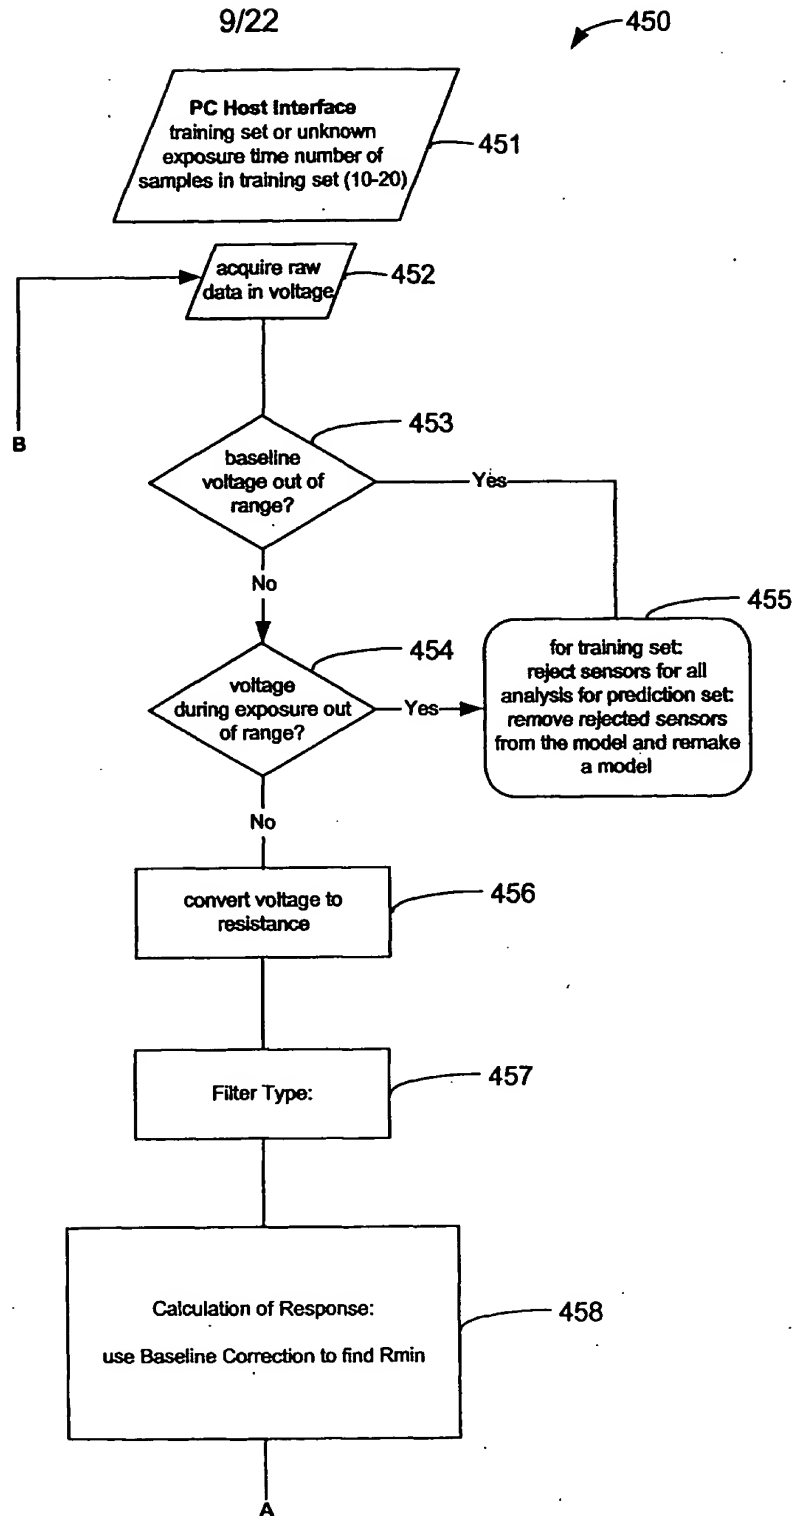 9/22
450
PC Host Interface
training set or unknown
exposure time number of
samples in training set (10-20)
451
acquire raw
data in voltage
452
B
453
baseline
voltage out of
range?
Yes
No
455
454
for training set:
reject sensors for all
analysis for prediction set:
remove rejected sensors
from the model and remake
a model
voltage
during exposure out
of range?
Yes
No
convert voltage to
resistance
456
Filter Type:
457
Calculation of Response:
use Baseline Correction to find Rmin
458
A